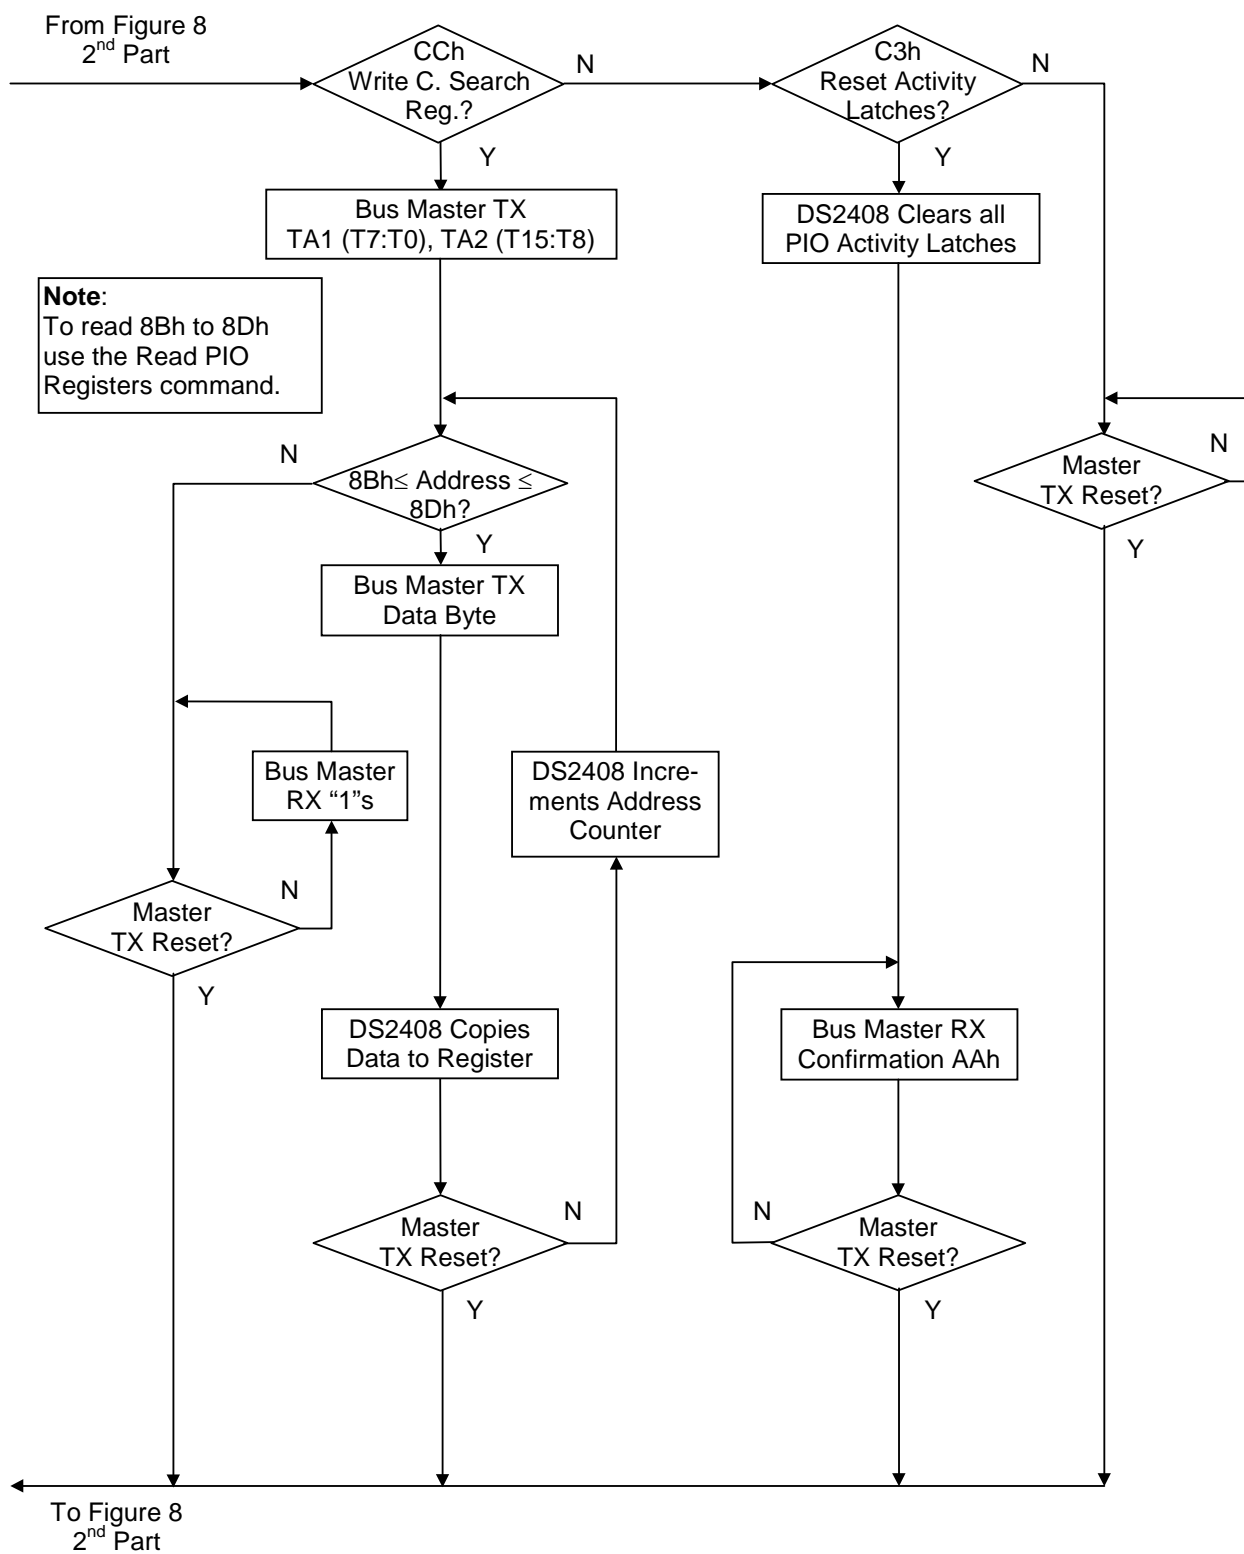 From Figure 8
2nd Part
CCh
Write C. Search
Reg.?
N
Y
C3h
Reset Activity
Latches?
N
Y
Bus Master TX
TA1 (T7:T0), TA2 (T15:T8)
DS2408 Clears all
PIO Activity Latches
Note:
To read 8Bh to 8Dh
use the Read PIO
Registers command.
N
8Bh≤ Address ≤
8Dh?
Y
Master
TX Reset?
N
Y
Bus Master TX
Data Byte
Bus Master
RX “1”s
DS2408 Incre-
ments Address
Counter
Master
TX Reset?
N
Y
DS2408 Copies
Data to Register
Bus Master RX
Confirmation AAh
Master
TX Reset?
N
Y
N
Master
TX Reset?
Y
To Figure 8
2nd Part